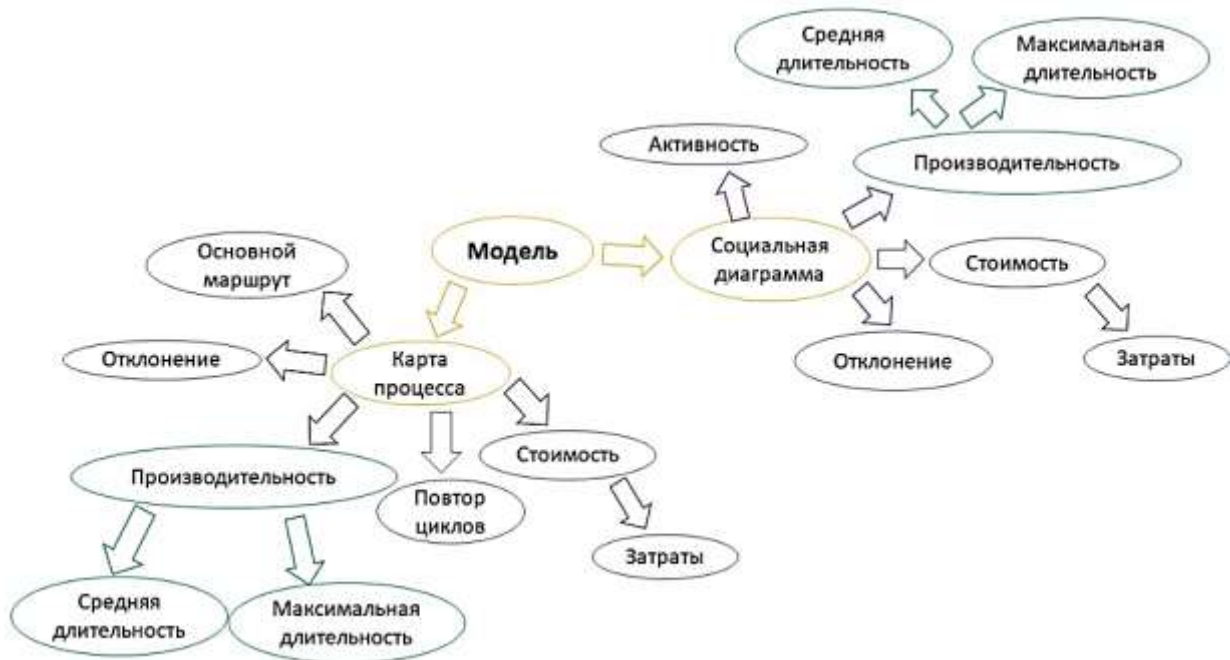 Средняя
длительность
Максимальная
длительность
Активность
Производительность
Основной
маршрут
Модель
Социальная
диаграмма
Стоимость
Отклонение
Карта
процесса
Отклонение
Затраты
Производительность
Стоимость
Повтор
циклов
Затраты
Средняя
длительность
Максимальная
длительность